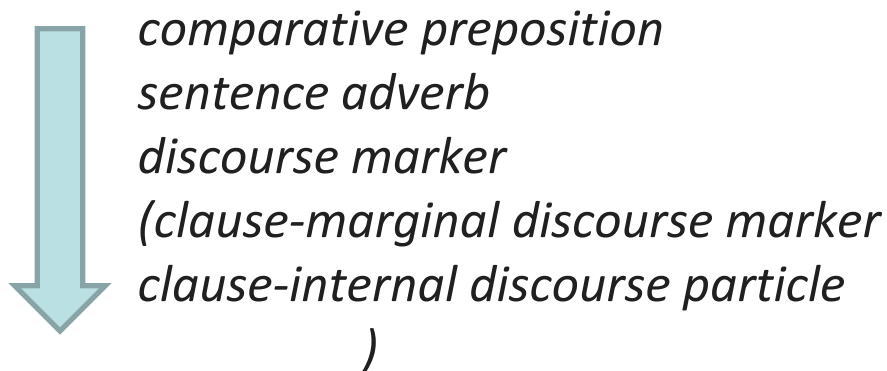 comparative preposition
sentence adverb
discourse marker
(clause-marginal discourse marker
clause-internal discourse particle
)